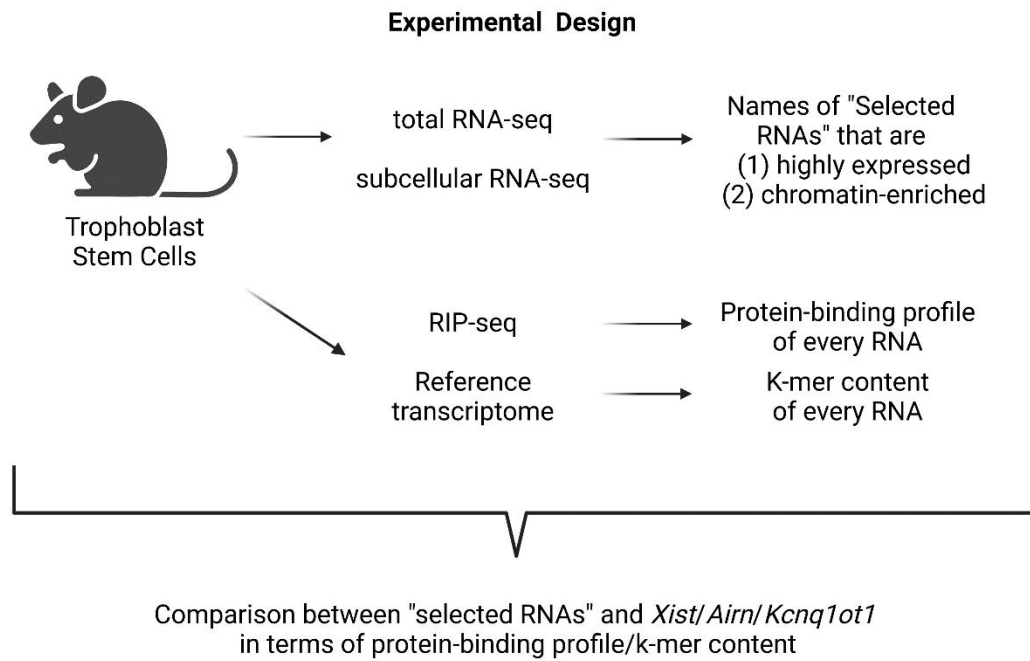 Experimental Design
total RNA-seq
subcellular RNA-seq
Names of "Selected
RNAs" that are
(1) highly expressed
(2) chromatin-enriched
Trophoblast
Stem Cells
RIP-seq
Protein-binding profile
of every RNA
Reference
transcriptome
K-mer content
of every RNA
Comparison between "selected RNAs" and Xist/Airn/Kcnq1ot1
in terms of protein-binding profile/k-mer content